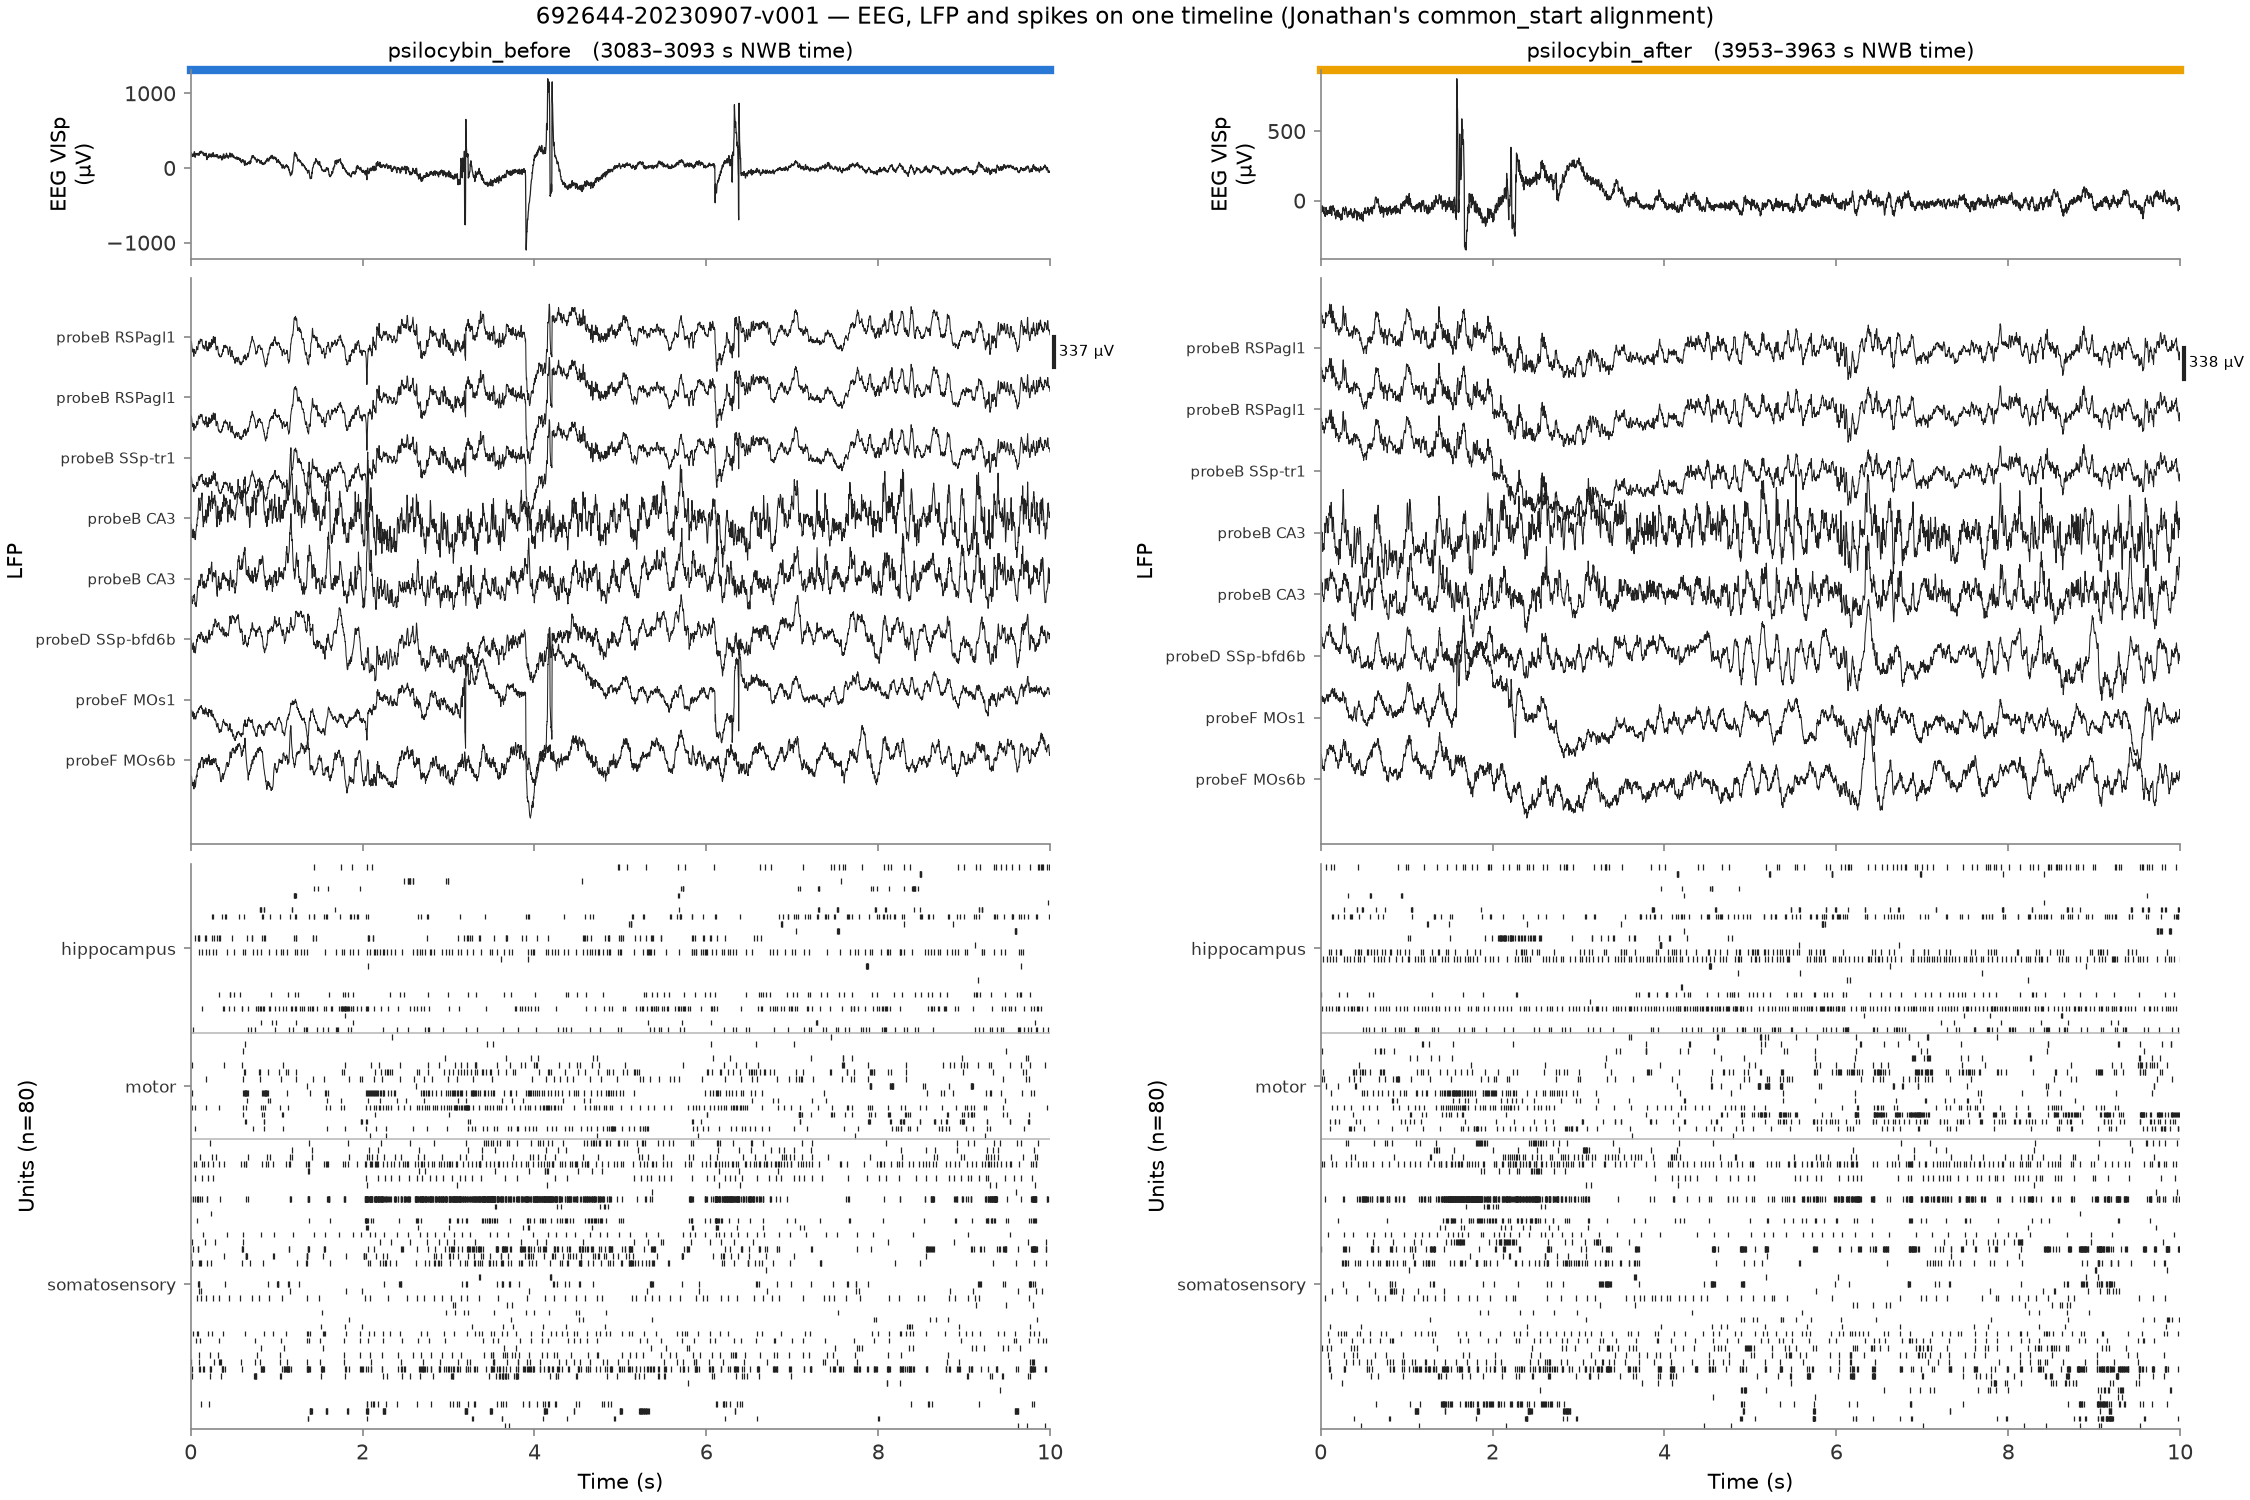 692644-20230907-v001 — EEG, LFP and spikes on one timeline (Jonathan's common_start alignment)
psilocybin_before (3083–3093 s NWB time)
EEG VISp
(µV)
1000
0
−1000
LFP
probeB RSPagl1
probeB RSPagl1
probeB SSp-tr1
probeB CA3
probeB CA3
probeD SSp-bfd6b
probeF MOs1
probeF MOs6b
337 µV
Units (n=80)
hippocampus
motor
somatosensory
0 2 4 6 8 10
Time (s)
psilocybin_after (3953–3963 s NWB time)
EEG VISp
(µV)
500
0
LFP
probeB RSPagl1
probeB RSPagl1
probeB SSp-tr1
probeB CA3
probeB CA3
probeD SSp-bfd6b
probeF MOs1
probeF MOs6b
338 µV
Units (n=80)
hippocampus
motor
somatosensory
0 2 4 6 8 10
Time (s)